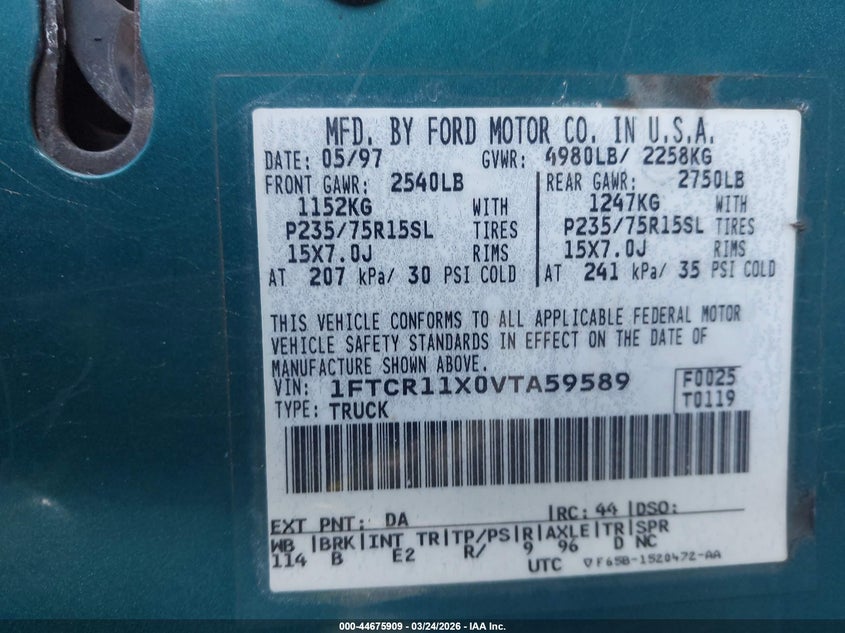 MFD. BY FORD MOTOR CO. IN U.S.A.
DATE: 05/97 GVWR: 4980LB/ 2258KG
FRONT GAWR: 2540LB REAR GAWR: 2750LB
1152KG WITH 1247KG WITH
P235/75R15SL TIRES P235/75R15SL TIRES
15X7.0J RIMS 15X7.0J RIMS
AT 207 kPa/ 30 PSI COLD AT 241 kPa/ 35 PSI COLD
THIS VEHICLE CONFORMS TO ALL APPLICABLE FEDERAL MOTOR
VEHICLE SAFETY STANDARDS IN EFFECT ON THE DATE OF
MANUFACTURE SHOWN ABOVE.
VIN: 1FTCR11X0VTA59589 F0025
TYPE: TRUCK T0119
EXT PNT: DA RC: 44 DSO:
WB BRK INT TR TP/PS R AXLE TR SPR
114 B E2 R/ 9 96 D NC
UTC ▽F65B-1520472-AA
000-44675909 - 03/24/2026 - IAA Inc.